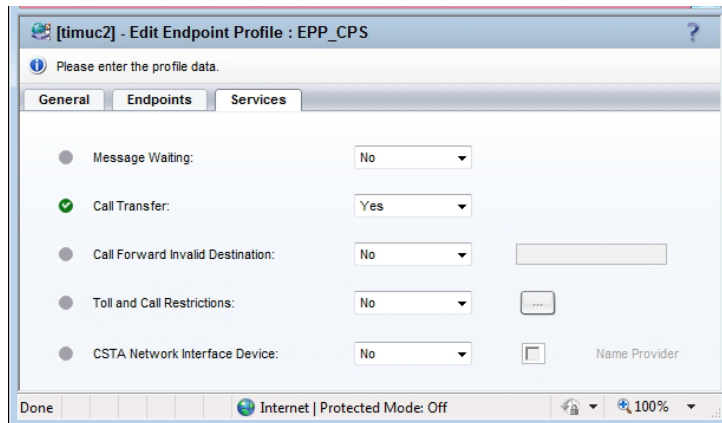 [timuc2] - Edit Endpoint Profile : EPP_CPS ?
Please enter the profile data.
General Endpoints Services
Message Waiting: No
Call Transfer: Yes
Call Forward Invalid Destination: No
Toll and Call Restrictions: No ...
CSTA Network Interface Device: No Name Provider
Done Internet | Protected Mode: Off 100%